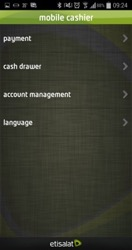 09:24
mobile cashier
payment
cash drawer
account management
language
etisalat